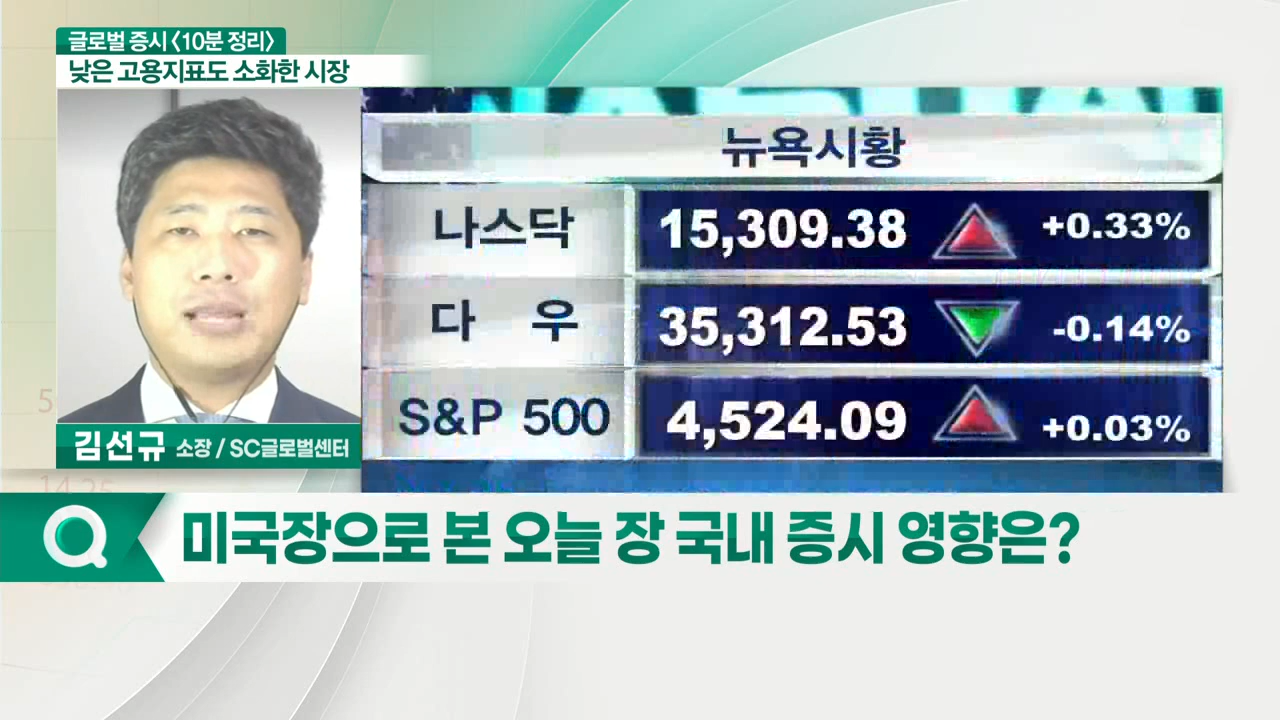 글로벌 증시 <10분 정리>
낮은 고용지표도 소화한 시장
뉴욕시황
나스닥 15,309.38 +0.33%
다 우 35,312.53 -0.14%
S&P 500 4,524.09 +0.03%
김선규 소장 / SC글로벌센터
Q 미국장으로 본 오늘 장 국내 증시 영향은?